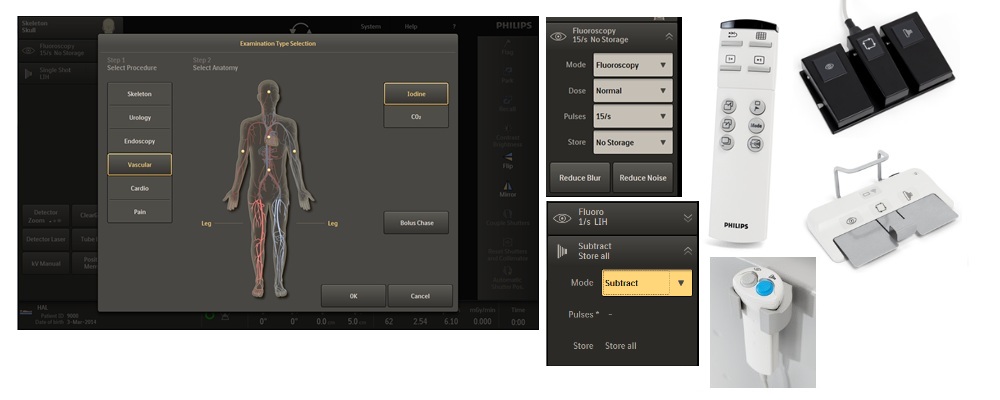 Skeleton
Skull
System
Help
?
PHILIPS
Examination Type Selection
Fluoroscopy
15/s No Storage
Single Shot
LIH
Step 1
Select Procedure
Step 2
Select Anatomy
Skeleton
Urology
Endoscopy
Vascular
Cardio
Pain
Iodine
CO₂
Leg
Leg
Bolus Chase
OK
Cancel
Flip
Mirror
Detector
Zoom
Detector Laser
kV Manual
HAL
Patient ID: 9000
Date of birth: 2-Mar-2014
0°
0°
0.0
5.0
62
2.54
6.10
0.000
0:00
Time
Fluoroscopy
15/s No Storage
Mode
Fluoroscopy
Dose
Normal
Pulses
15/s
Store
No Storage
Reduce Blur
Reduce Noise
Fluoro
1/s LIH
Subtract
Store all
Mode
Subtract
Pulses * -
Store Store all
Mode
PHILIPS